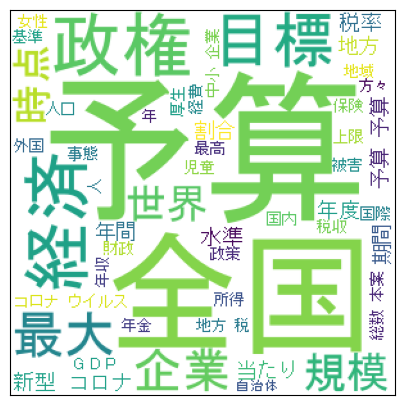 女性
政権
目標
税率
基準
中小 企業
地方
時点
厚生
経費
地域
方々
人口
年
予算
保険
外国
割合
上限
予算 予算
事態
最高
被害
経済
人
児童
世界
国内
年度
国際
年間
水準
税収
財政
全国
政策
期間
年収
コロナ ウイルス
所得
本案
総数
最大
年金
地方 税
企業
当たり
規模
GDP
新型 コロナ
自治体